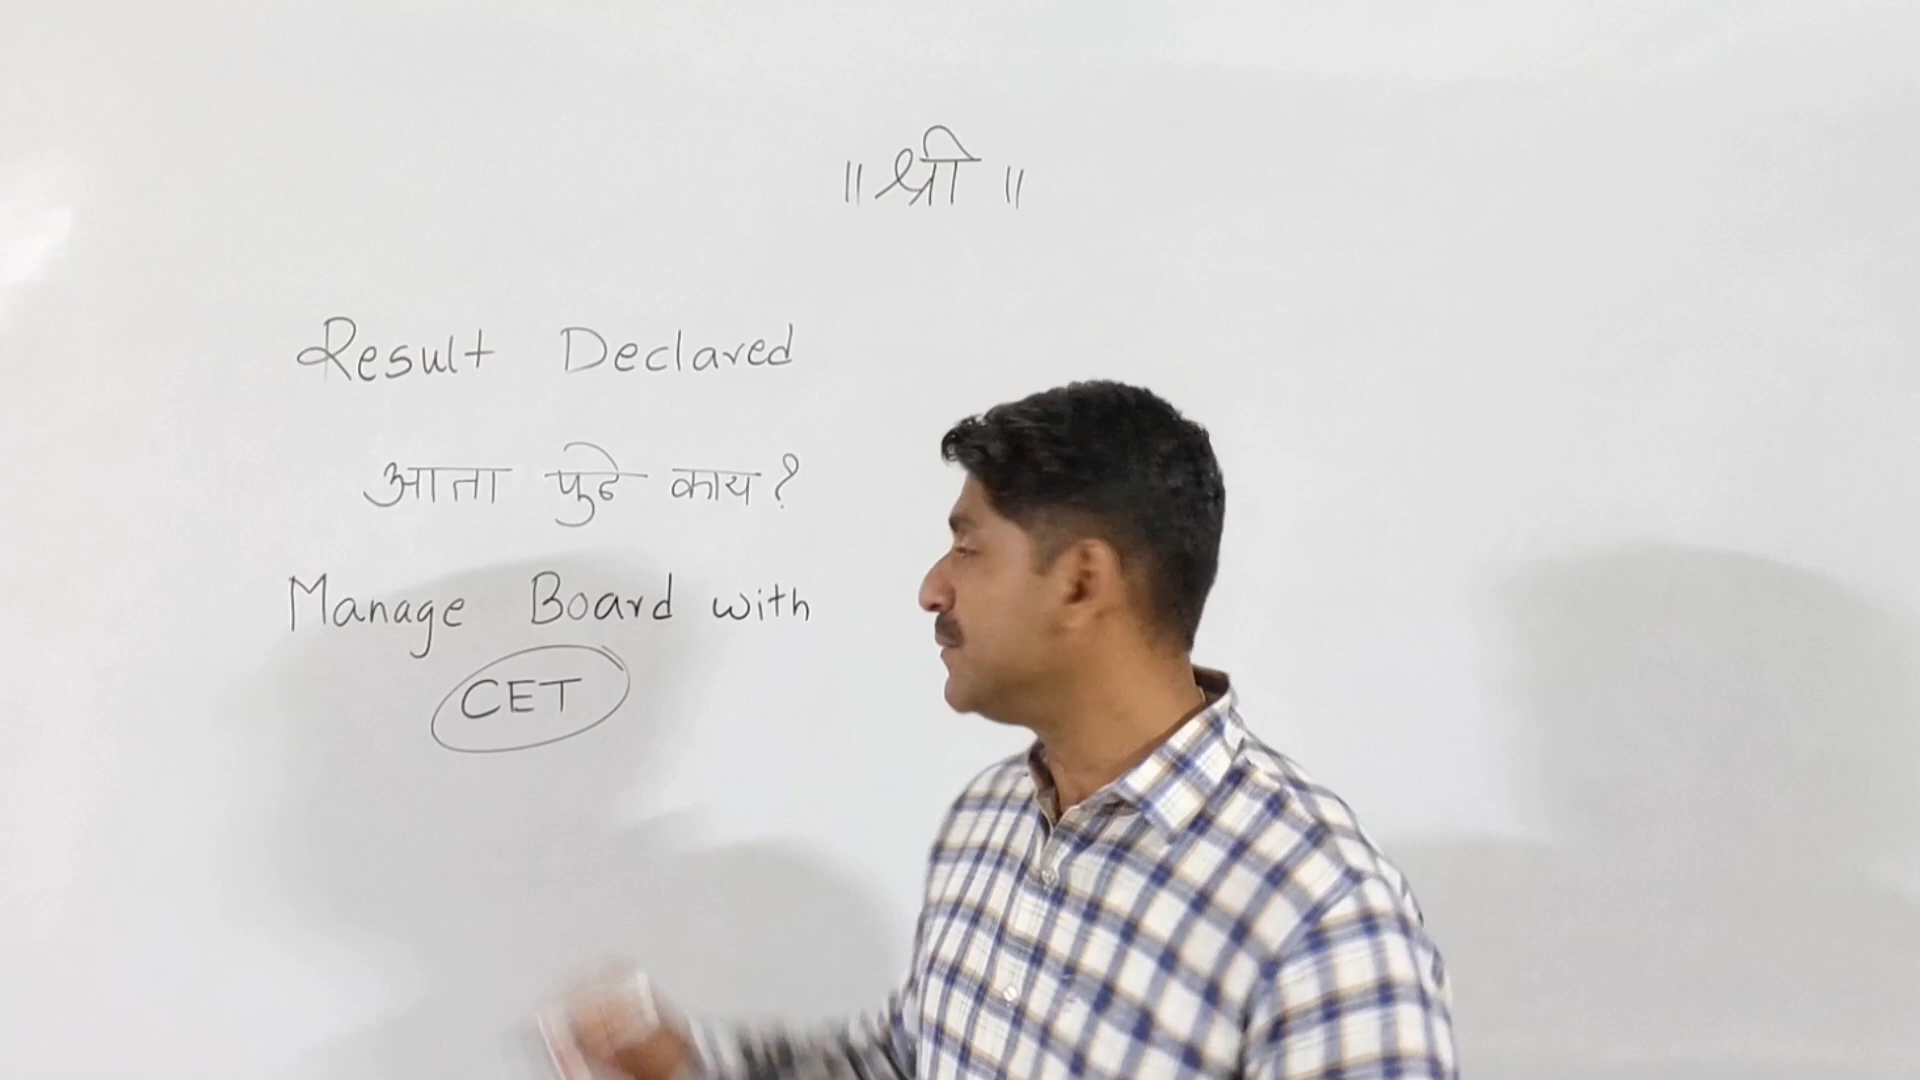 ॥ श्री ॥
Result Declared
आता पुढे काय?
Manage Board with
CET